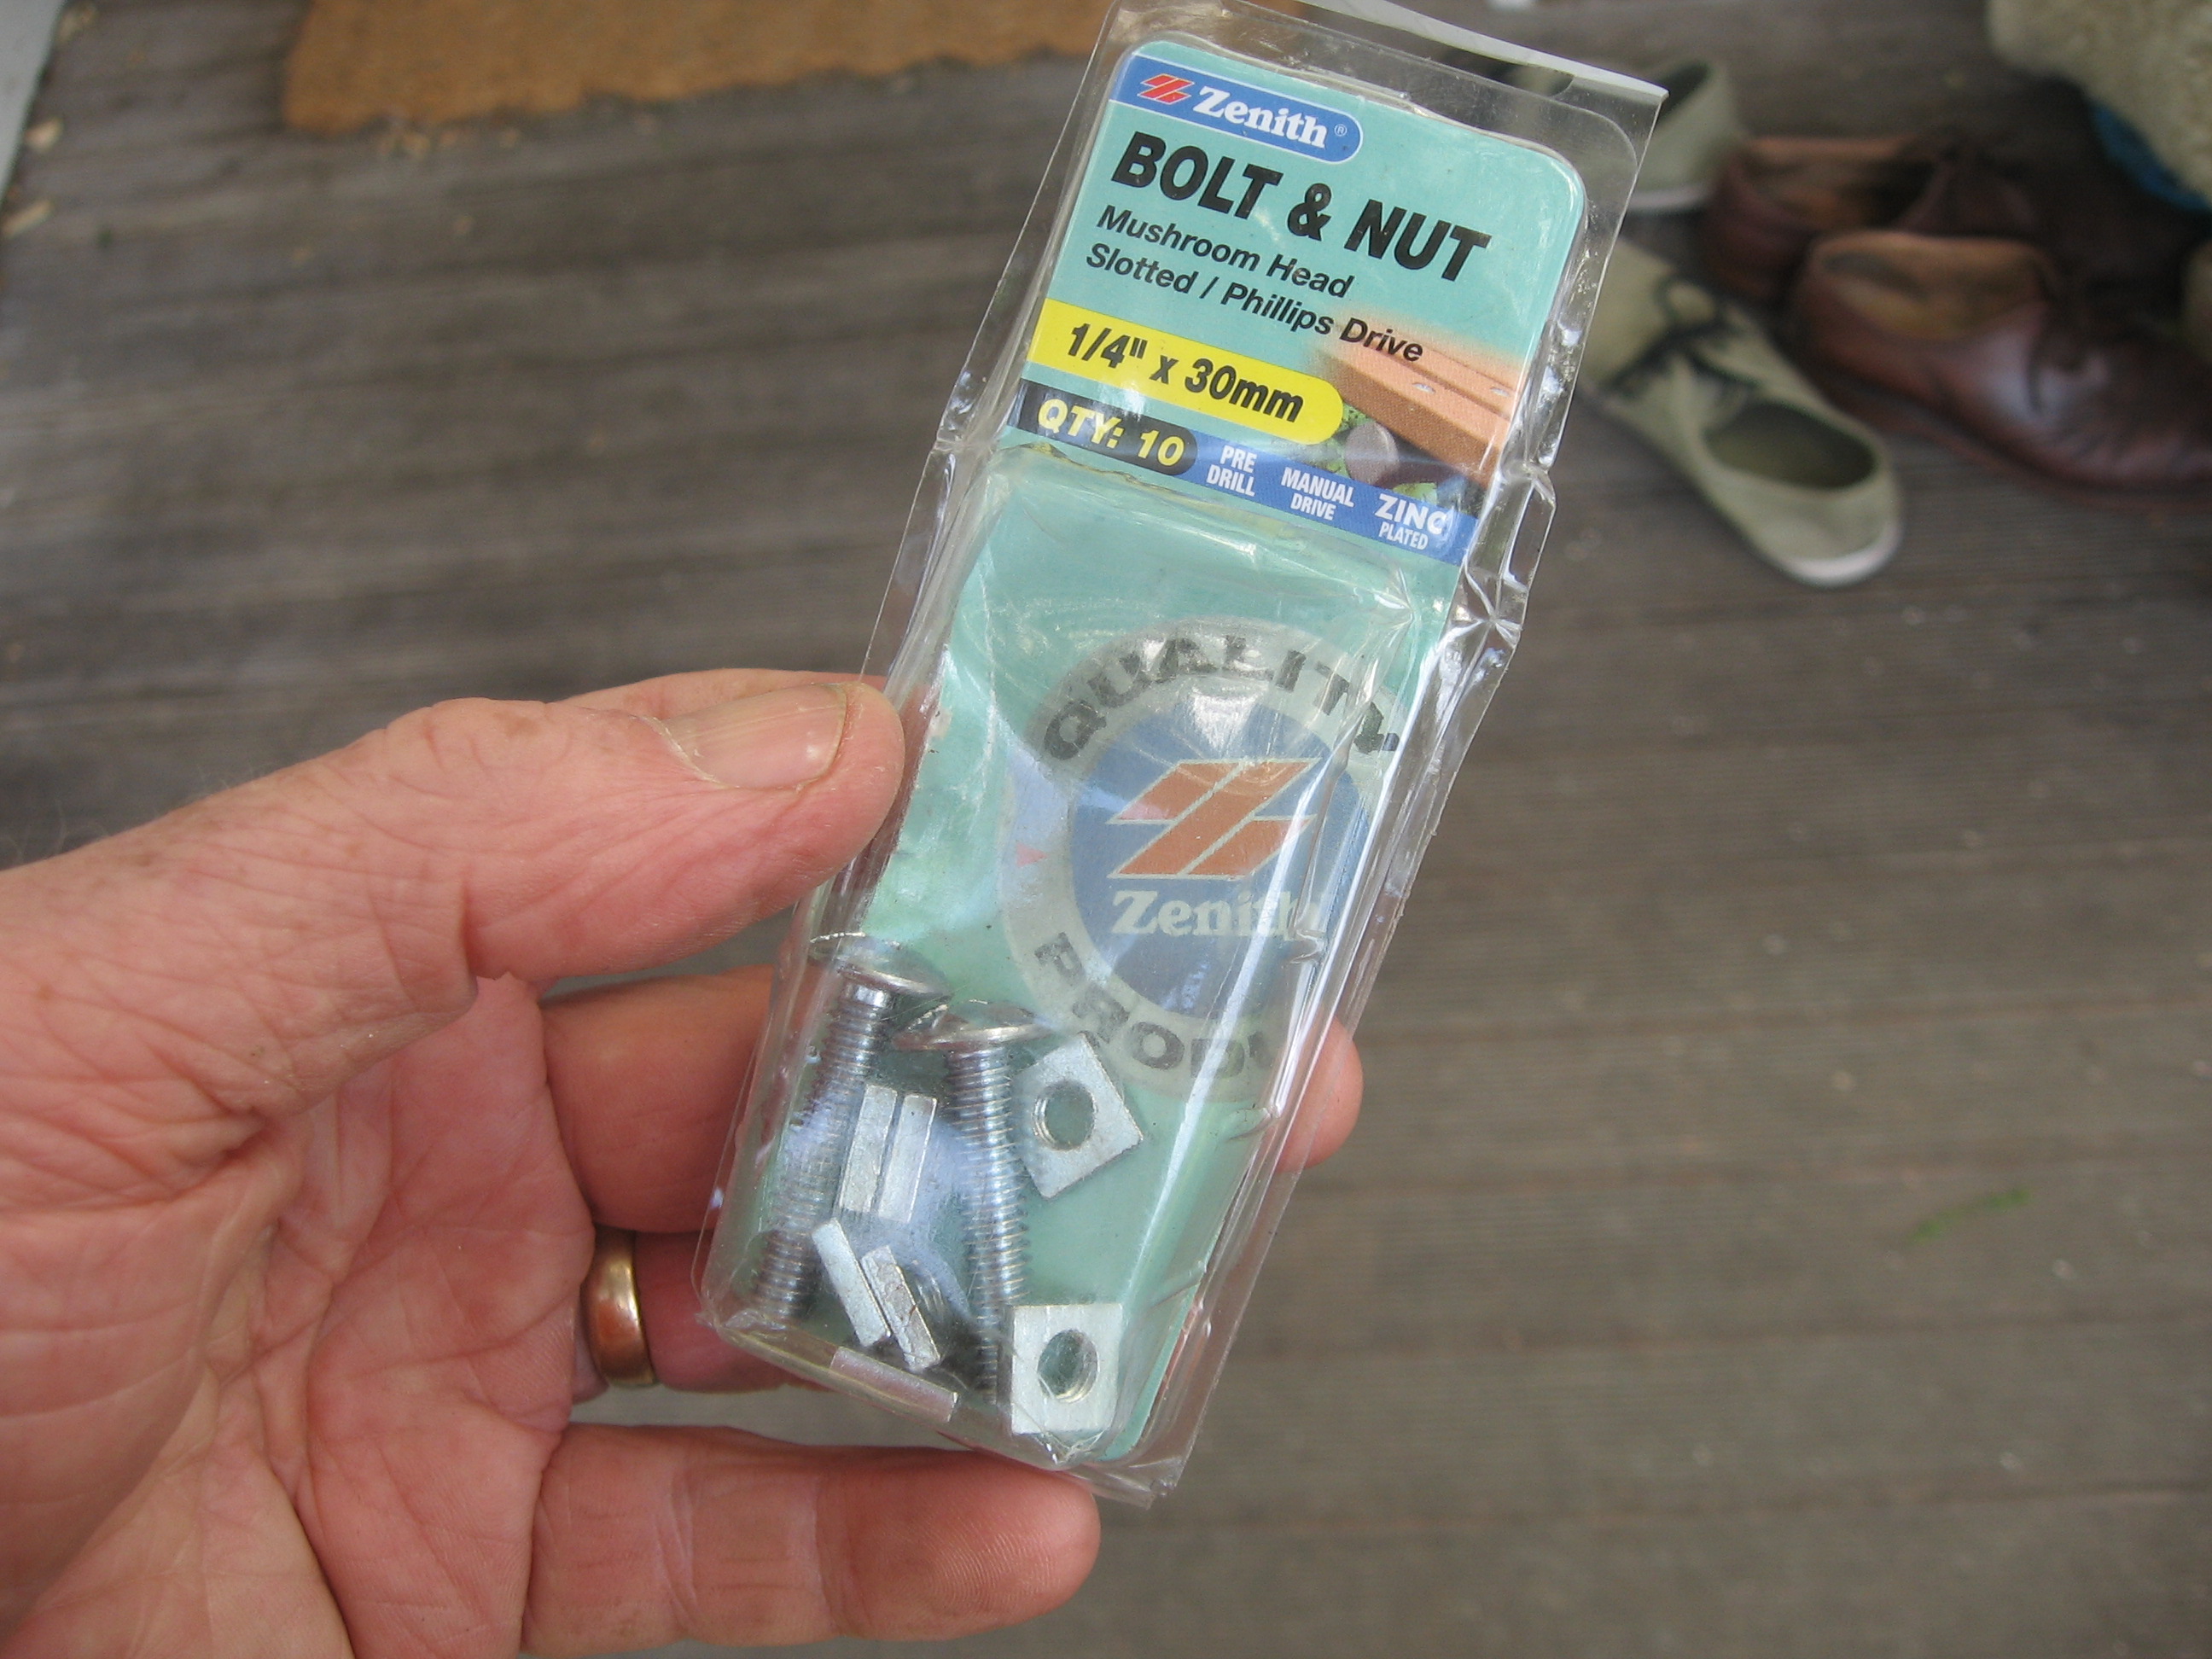 Zenith®
BOLT & NUT
Mushroom Head
Slotted / Phillips Drive
1/4" x 30mm
QTY: 10
PRE
DRILL
MANUAL
DRIVE
ZINC
PLATED
QUALITY
Zenith
PROD